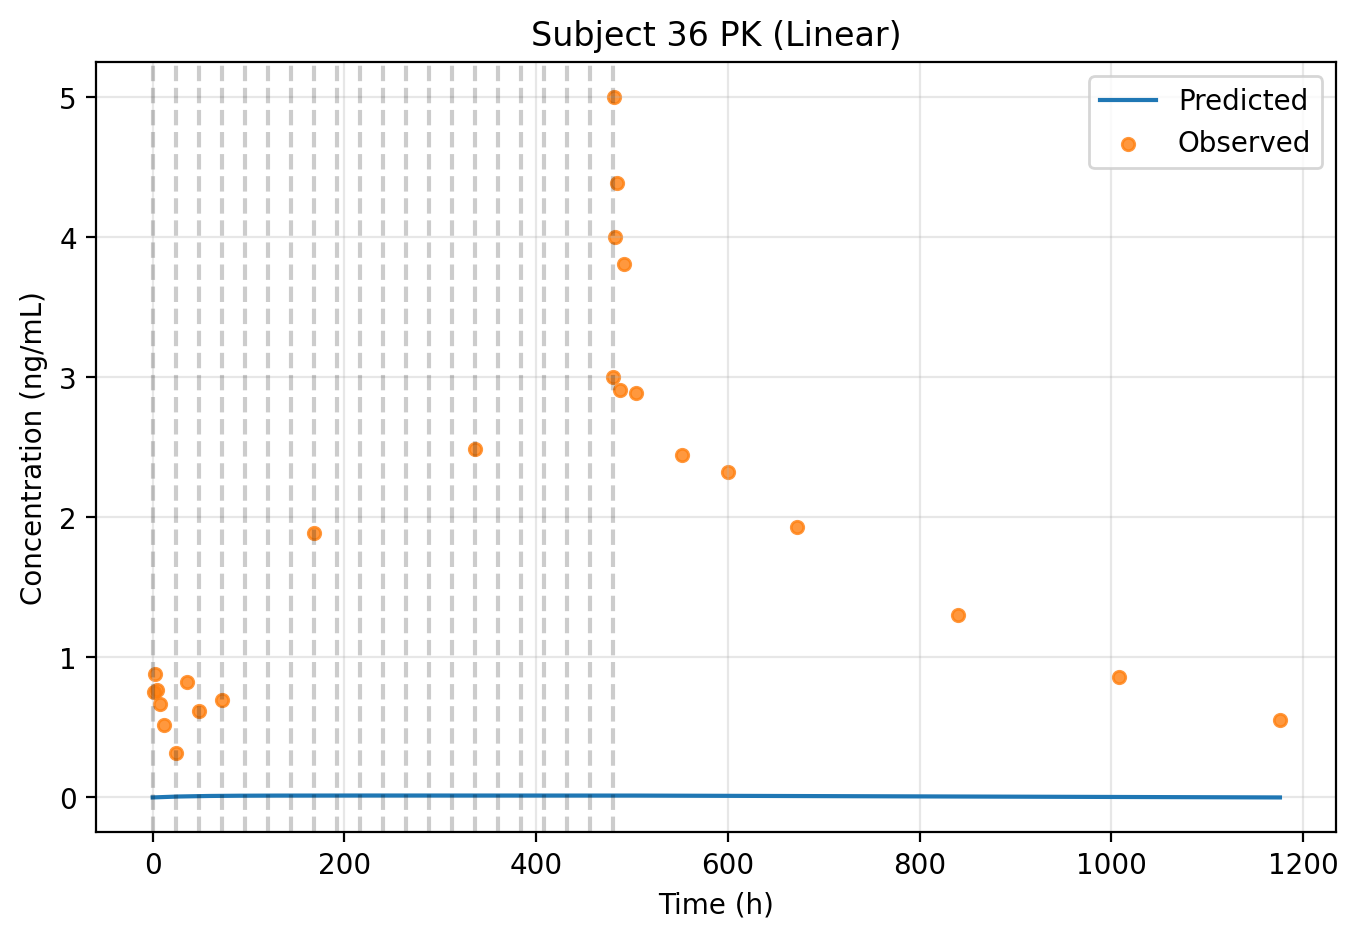 Subject 36 PK (Linear)
Predicted
Observed
Concentration (ng/mL)
5
4
3
2
1
0
0 200 400 600 800 1000 1200
Time (h)